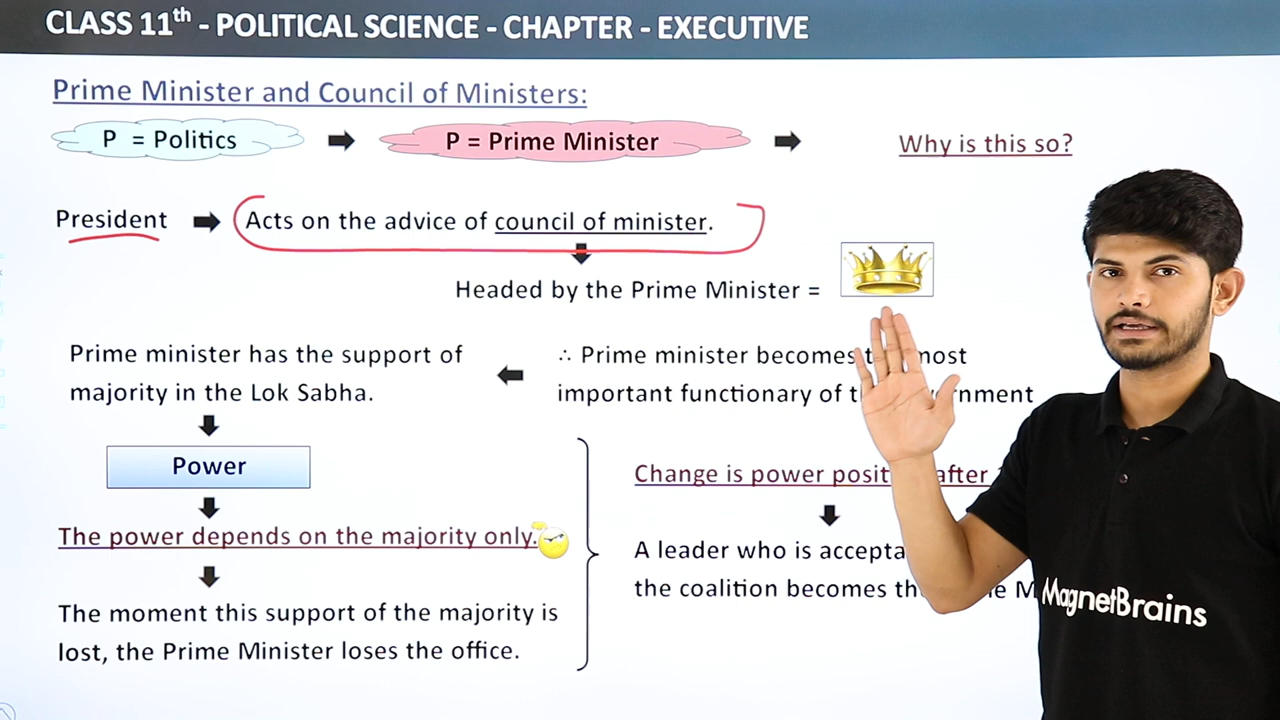 CLASS 11th - POLITICAL SCIENCE - CHAPTER - EXECUTIVE
Prime Minister and Council of Ministers:
P = Politics
P = Prime Minister
Why is this so?
President
Acts on the advice of council of minister.
Headed by the Prime Minister =
Prime minister has the support of
majority in the Lok Sabha.
∴ Prime minister becomes most
important functionary of
Power
The power depends on the majority only.
The moment this support of the majority is
lost, the Prime Minister loses the office.
Change is power after
A leader who is
the coalition becomes
MagnetBrains